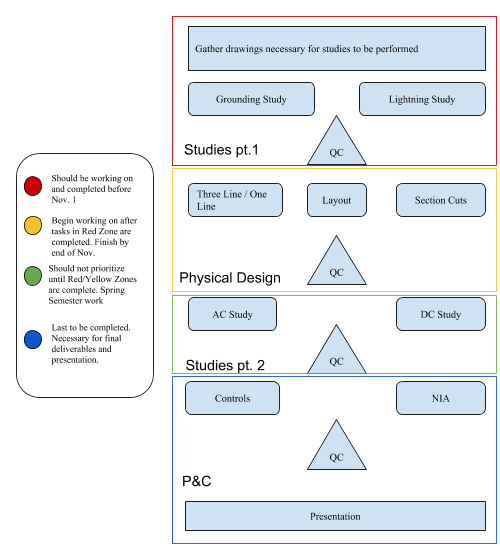 Gather drawings necessary for studies to be performed
Grounding Study
Lightning Study
QC
Studies pt.1
Should be working on
and completed before
Nov. 1
Begin working on after
tasks in Red Zone are
completed. Finish by
end of Nov.
Should not prioritize
until Red/Yellow Zones
are complete. Spring
Semester work
Last to be completed.
Necessary for final
deliverables and
presentation.
Three Line / One
Line
Layout
Section Cuts
QC
Physical Design
AC Study
DC Study
QC
Studies pt. 2
Controls
NIA
QC
P&C
Presentation